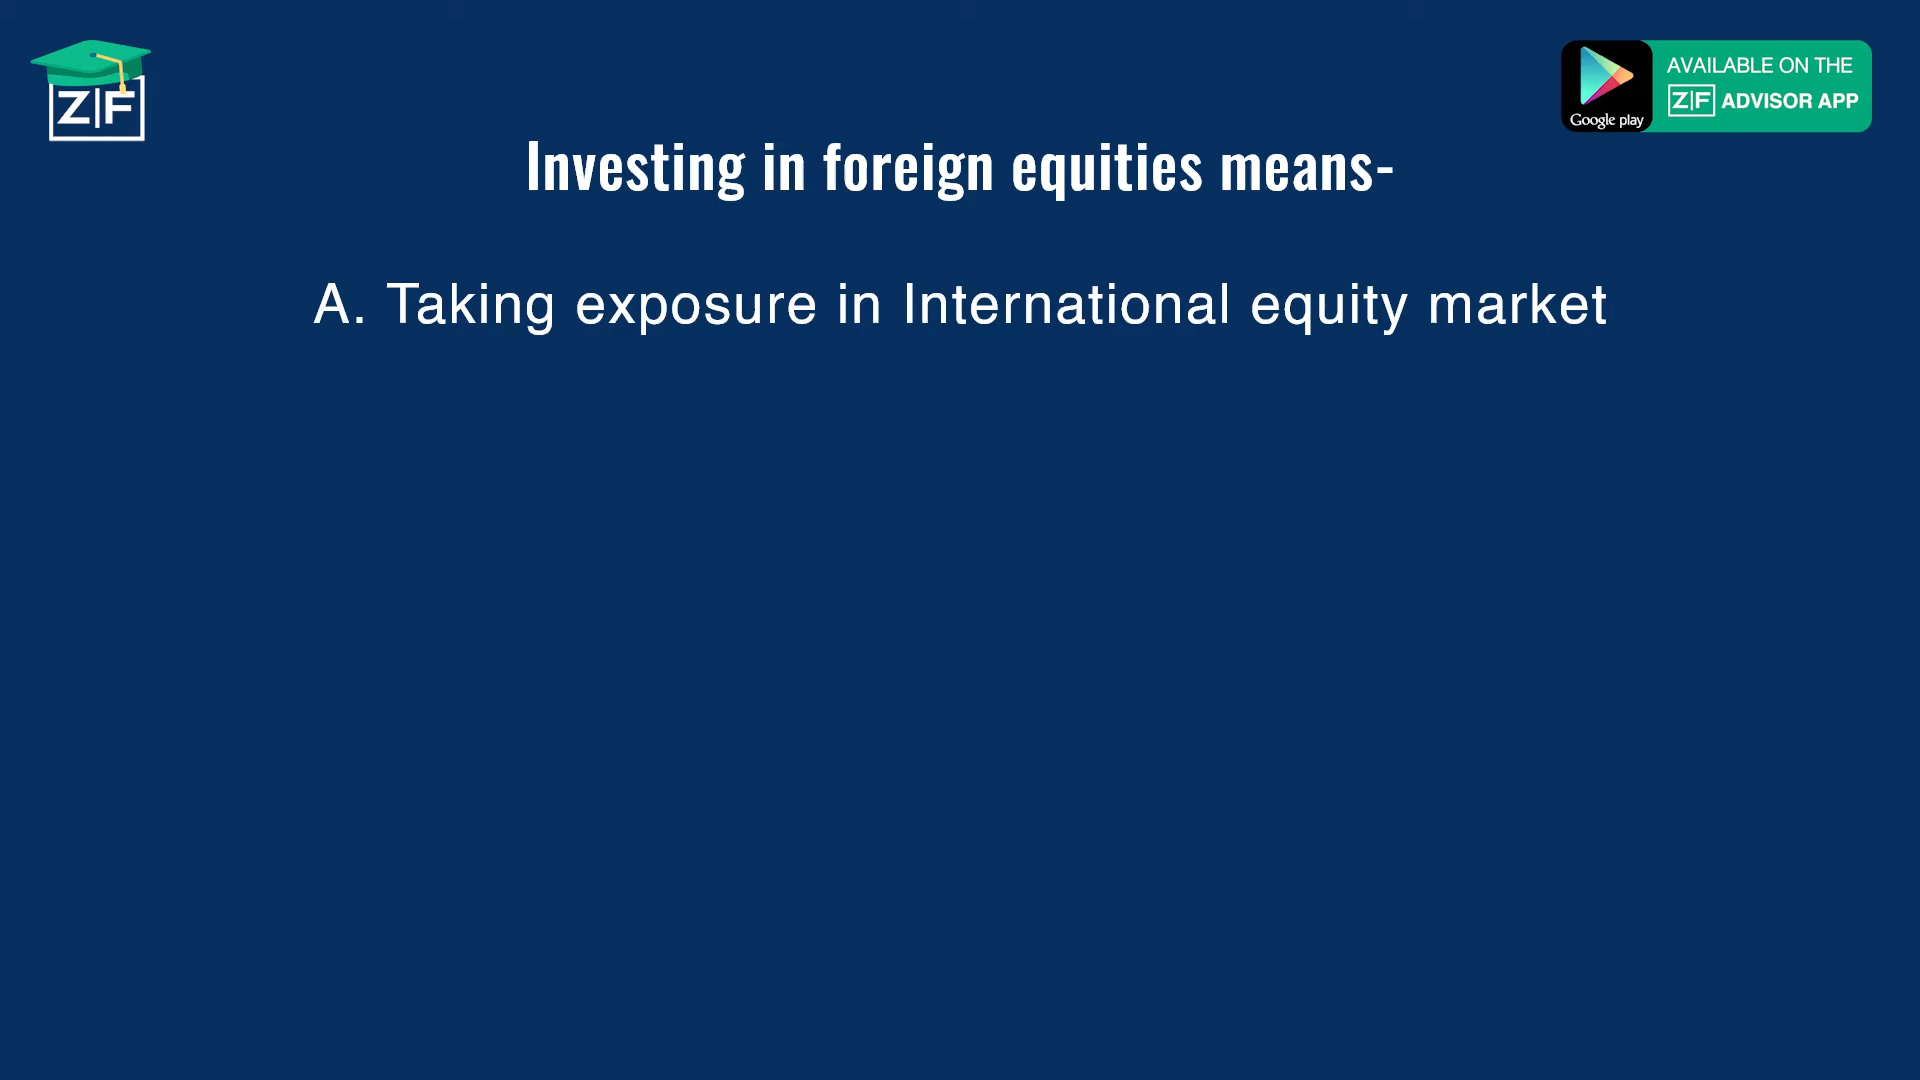 Z|F
Google play
AVAILABLE ON THE
Z|F ADVISOR APP
Investing in foreign equities means-
A. Taking exposure in International equity market